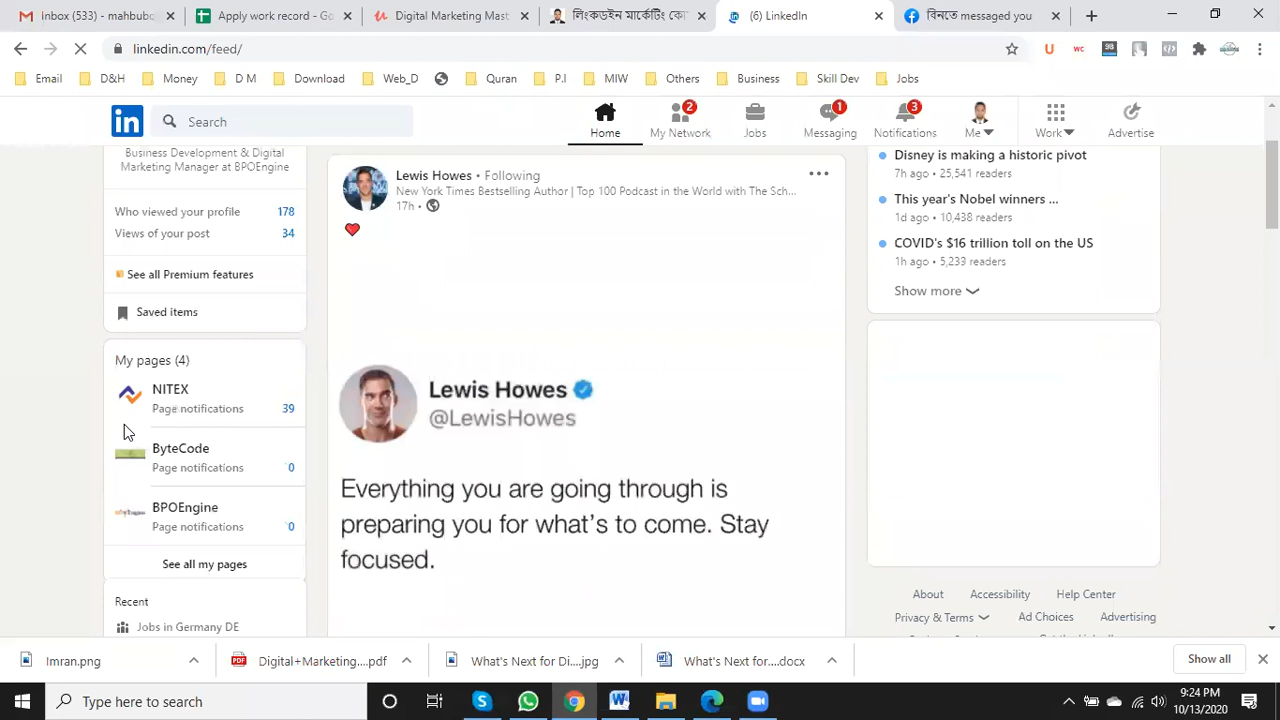 inbox (533) - mahbub
Apply work record - Go
Digital Marketing Mast
লিংকডইন মার্কেটিং কো
(6) LinkedIn
বিনতে messaged you
linkedin.com/feed/
Email
D&H
Money
D M
Download
Web_D
Quran
P.I
MIW
Others
Business
Skill Dev
Jobs
in
Search
Home
2
My Network
Jobs
1
Messaging
3
Notifications
Me
Work
Advertise
Business Development & Digital
Marketing Manager at BPOEngine
Who viewed your profile 178
Views of your post 34
See all Premium features
Saved items
My pages (4)
NITEX
Page notifications 39
ByteCode
Page notifications 0
BPOEngine
Page notifications 0
See all my pages
Recent
Jobs in Germany DE
Lewis Howes • Following
New York Times Bestselling Author | Top 100 Podcast in the World with The Sch...
17h •
Lewis Howes
@LewisHowes
Everything you are going through is
preparing you for what's to come. Stay
focused.
Disney is making a historic pivot
7h ago • 25,541 readers
This year's Nobel winners ...
1d ago • 10,438 readers
COVID's $16 trillion toll on the US
1h ago • 5,239 readers
Show more
About Accessibility Help Center
Privacy & Terms Ad Choices Advertising
Imran.png
Digital+Marketing....pdf
What's Next for Di....jpg
What's Next for....docx
Show all
Type here to search
9:24 PM
10/13/2020